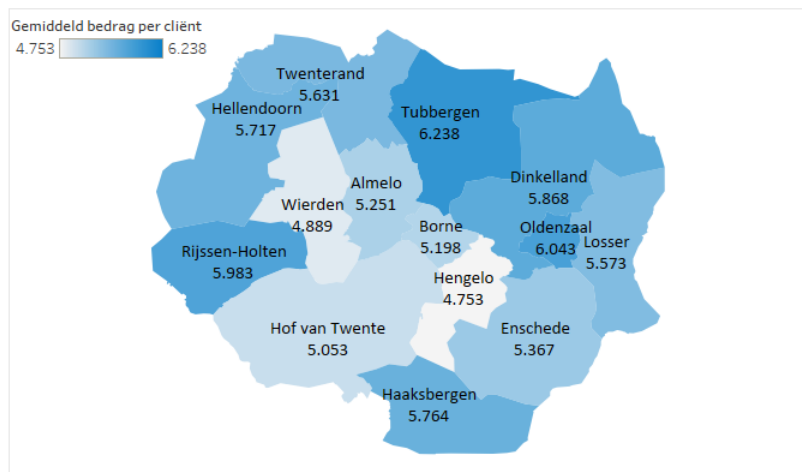 Gemiddeld bedrag per cliënt
4.753 6.238
Twenterand
5.631
Hellendoorn
5.717
Tubbergen
6.238
Almelo
5.251
Dinkelland
5.868
Wierden
4.889
Borne
5.198
Oldenzaal
6.043
Losser
5.573
Rijssen-Holten
5.983
Hengelo
4.753
Hof van Twente
5.053
Enschede
5.367
Haaksbergen
5.764